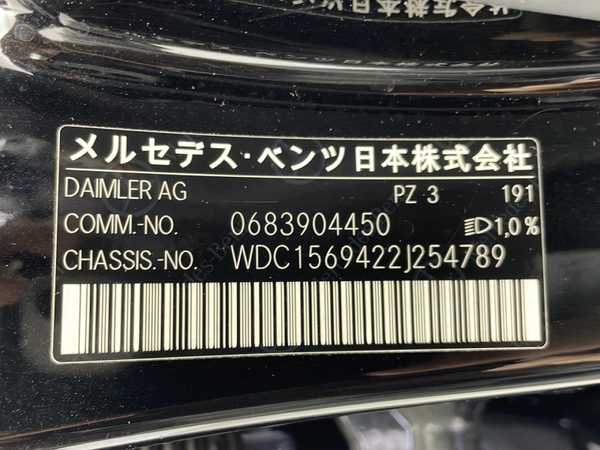 メルセデス・ベンツ日本株式会社
DAIMLER AG PZ 3 191
COMM.-NO. 0683904450 1,0%
CHASSIS.-NO. WDC1569422J254789